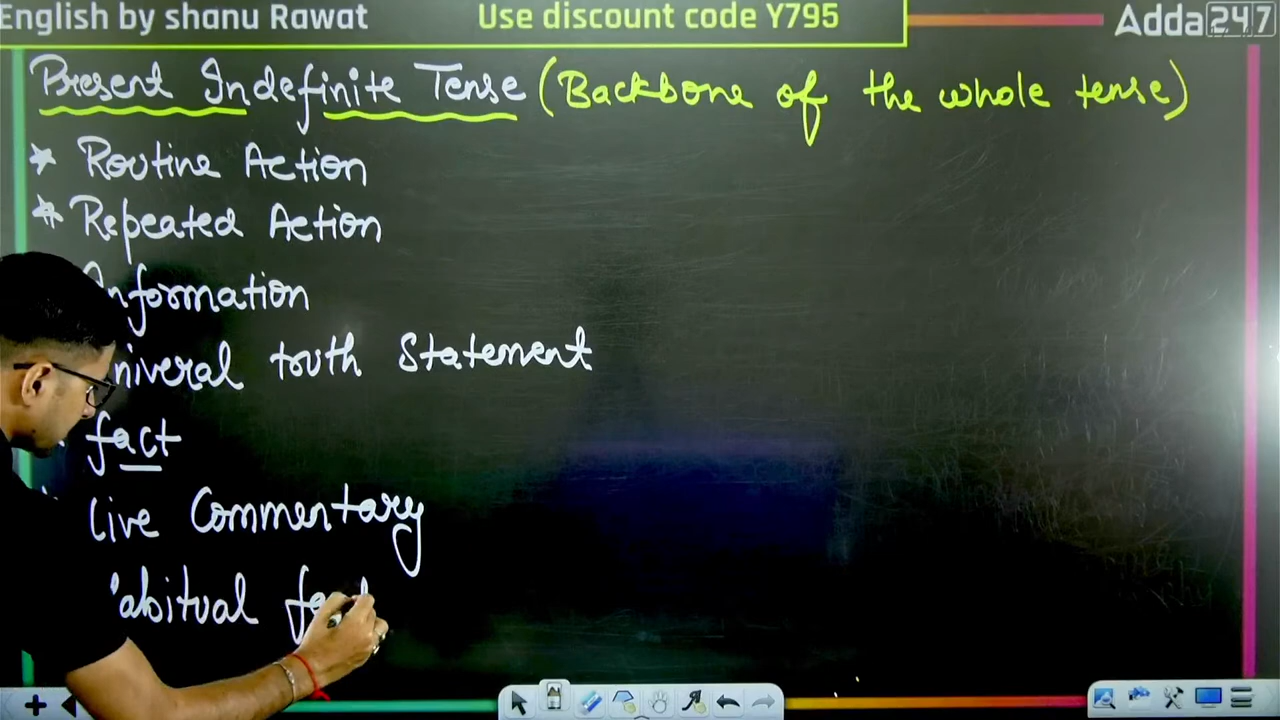 English by shanu Rawat Use discount code Y795 Adda247
Present Indefinite Tense (Backbone of the whole tense)
* Routine Action
* Repeated Action
nformation
niveral truth Statement
fact
Live Commentary
abitual